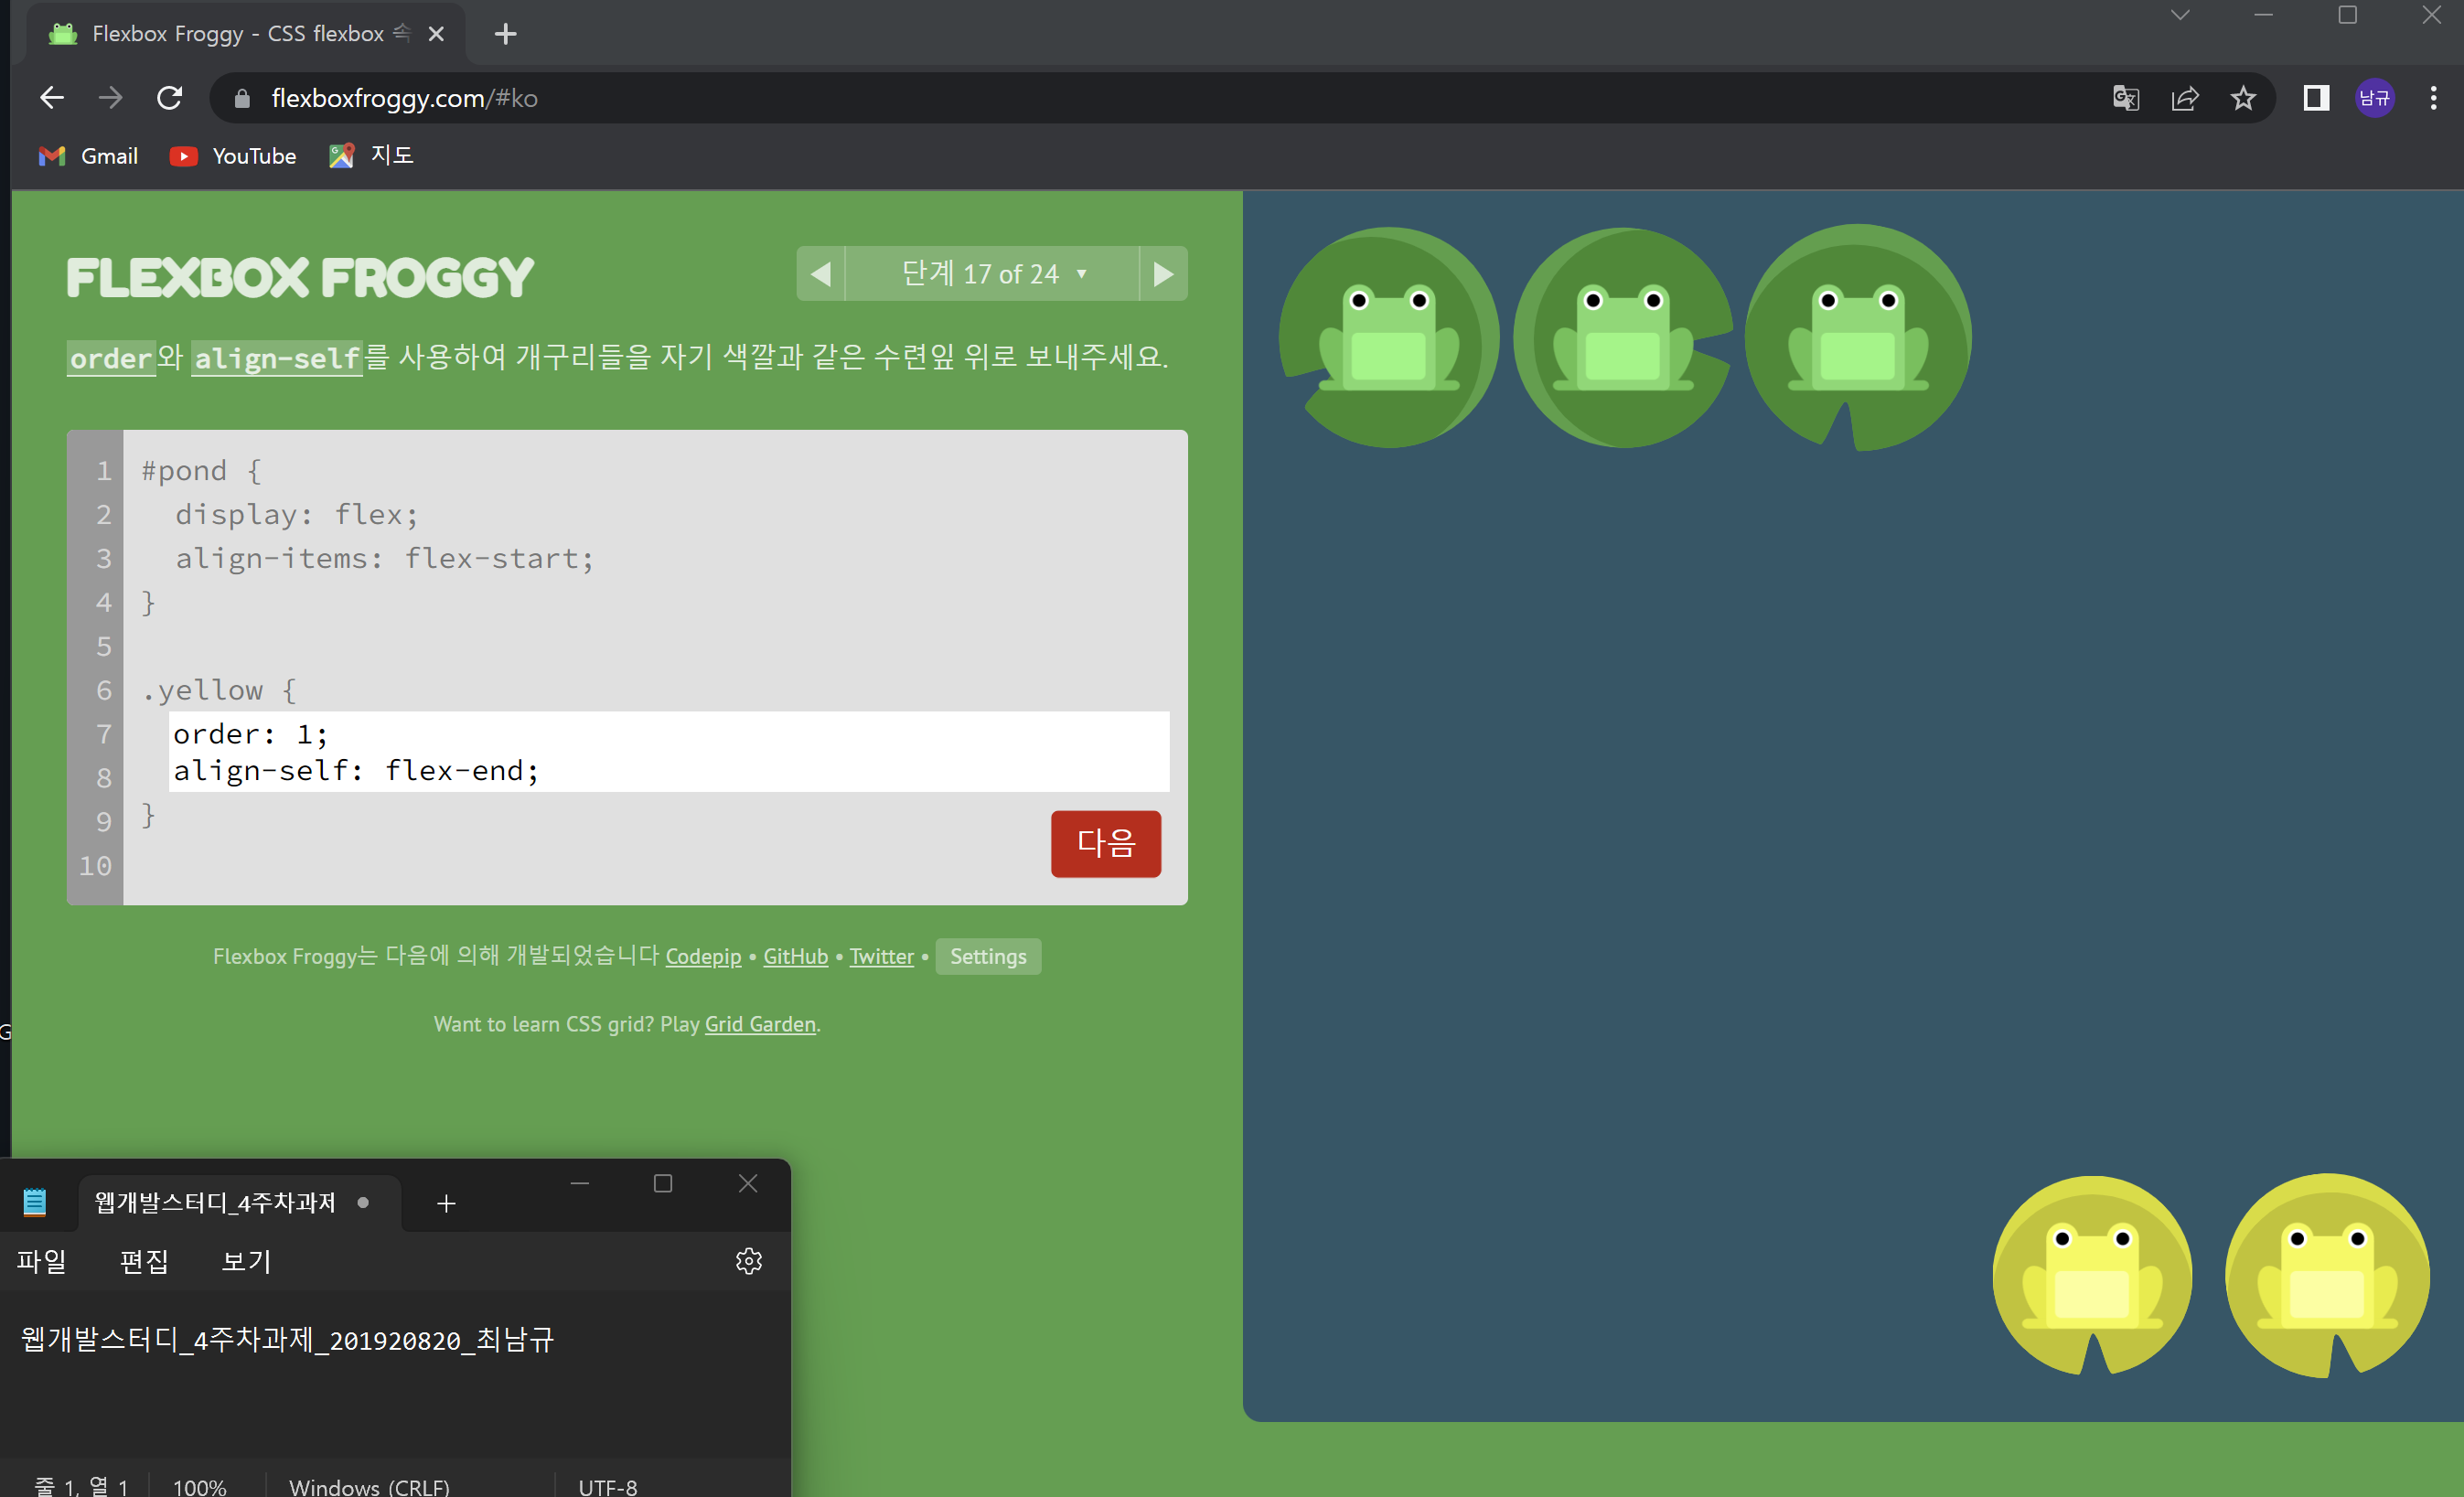 Flexbox Froggy - CSS flexbox 속
flexboxfroggy.com/#ko
남규
Gmail
YouTube
지도
FLEXBOX FROGGY
단계 17 of 24 ▼
order와 align-self를 사용하여 개구리들을 자기 색깔과 같은 수련잎 위로 보내주세요.
1 #pond {
2 display: flex;
3 align-items: flex-start;
4 }
5
6 .yellow {
7 order: 1;
8 align-self: flex-end;
9 }
10
다음
Flexbox Froggy는 다음에 의해 개발되었습니다 Codepip • GitHub • Twitter • Settings
Want to learn CSS grid? Play Grid Garden.
G
웹개발스터디_4주차과제
파일 편집 보기
웹개발스터디_4주차과제_201920820_최남규
줄 1, 열 1 100% Windows (CRLF) UTF-8